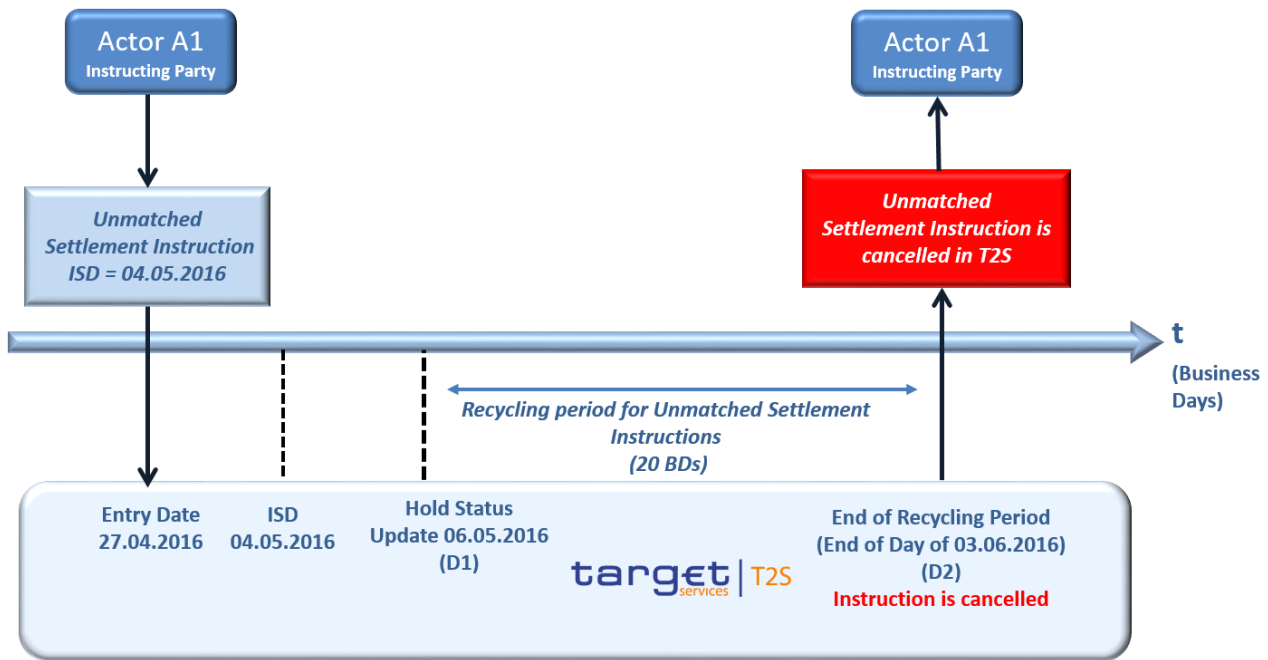 Actor A1
Instructing Party
Actor A1
Instructing Party
Unmatched
Settlement Instruction
ISD = 04.05.2016
Unmatched
Settlement Instruction is
cancelled in T2S
t
(Business
Days)
Recycling period for Unmatched Settlement
Instructions
(20 BDs)
Entry Date
27.04.2016
ISD
04.05.2016
Hold Status
Update 06.05.2016
(D1)
target
services
T2S
End of Recycling Period
(End of Day of 03.06.2016)
(D2)
Instruction is cancelled